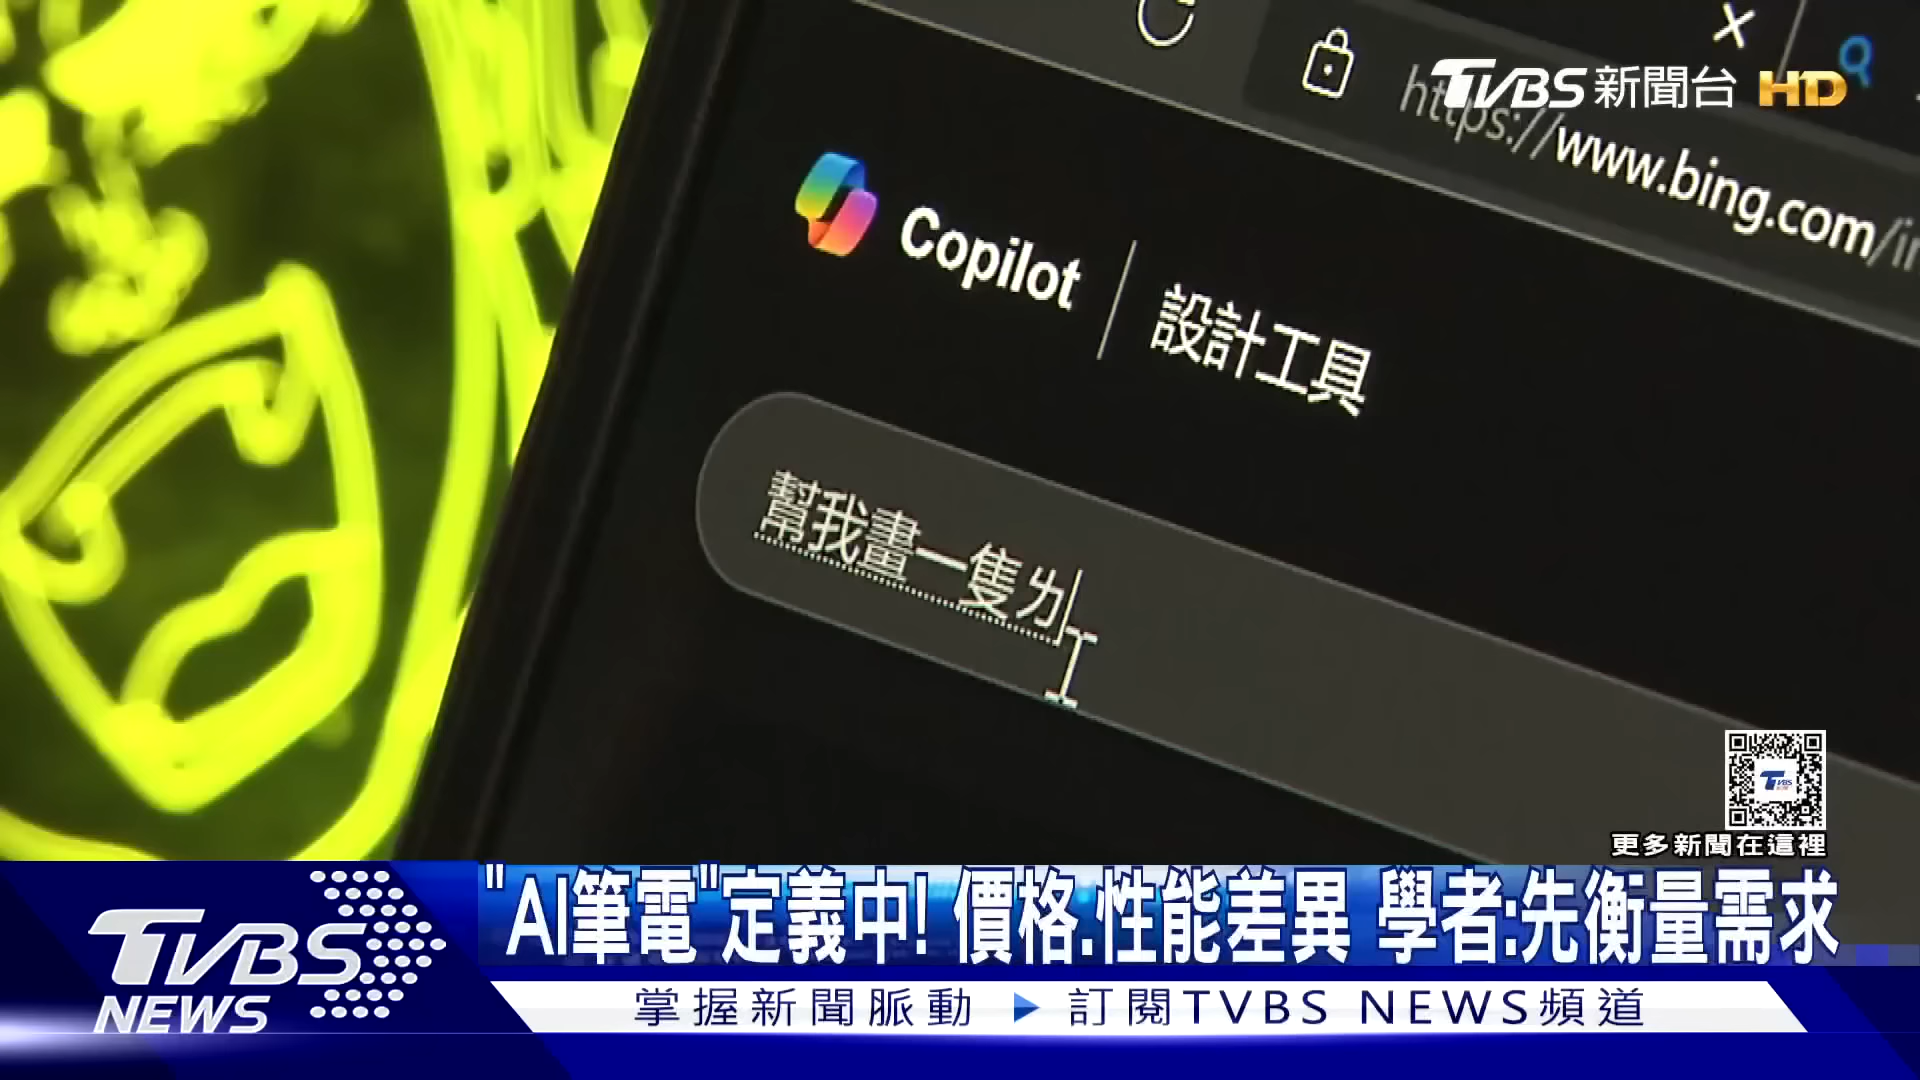 TVBS新聞台 HD
https://www.bing.com/i
Copilot 設計工具
幫我畫一隻ㄌ
TVBS
更多新聞在這裡
"AI筆電"定義中! 價格.性能差異 學者:先衡量需求
TVBS
NEWS
掌握新聞脈動 ▶ 訂閱TVBS NEWS頻道